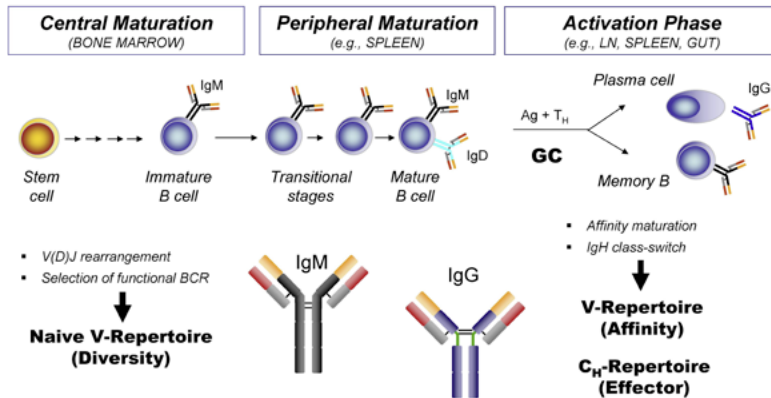 Central Maturation
(BONE MARROW)
Peripheral Maturation
(e.g., SPLEEN)
Activation Phase
(e.g., LN, SPLEEN, GUT)
IgM
IgM
IgD
Plasma cell
IgG
Ag + TH
GC
Memory B
Stem
cell
Immature
B cell
Transitional
stages
Mature
B cell
▪ V(D)J rearrangement
▪ Selection of functional BCR
Naive V-Repertoire
(Diversity)
IgM
IgG
▪ Affinity maturation
▪ IgH class-switch
V-Repertoire
(Affinity)
CH-Repertoire
(Effector)